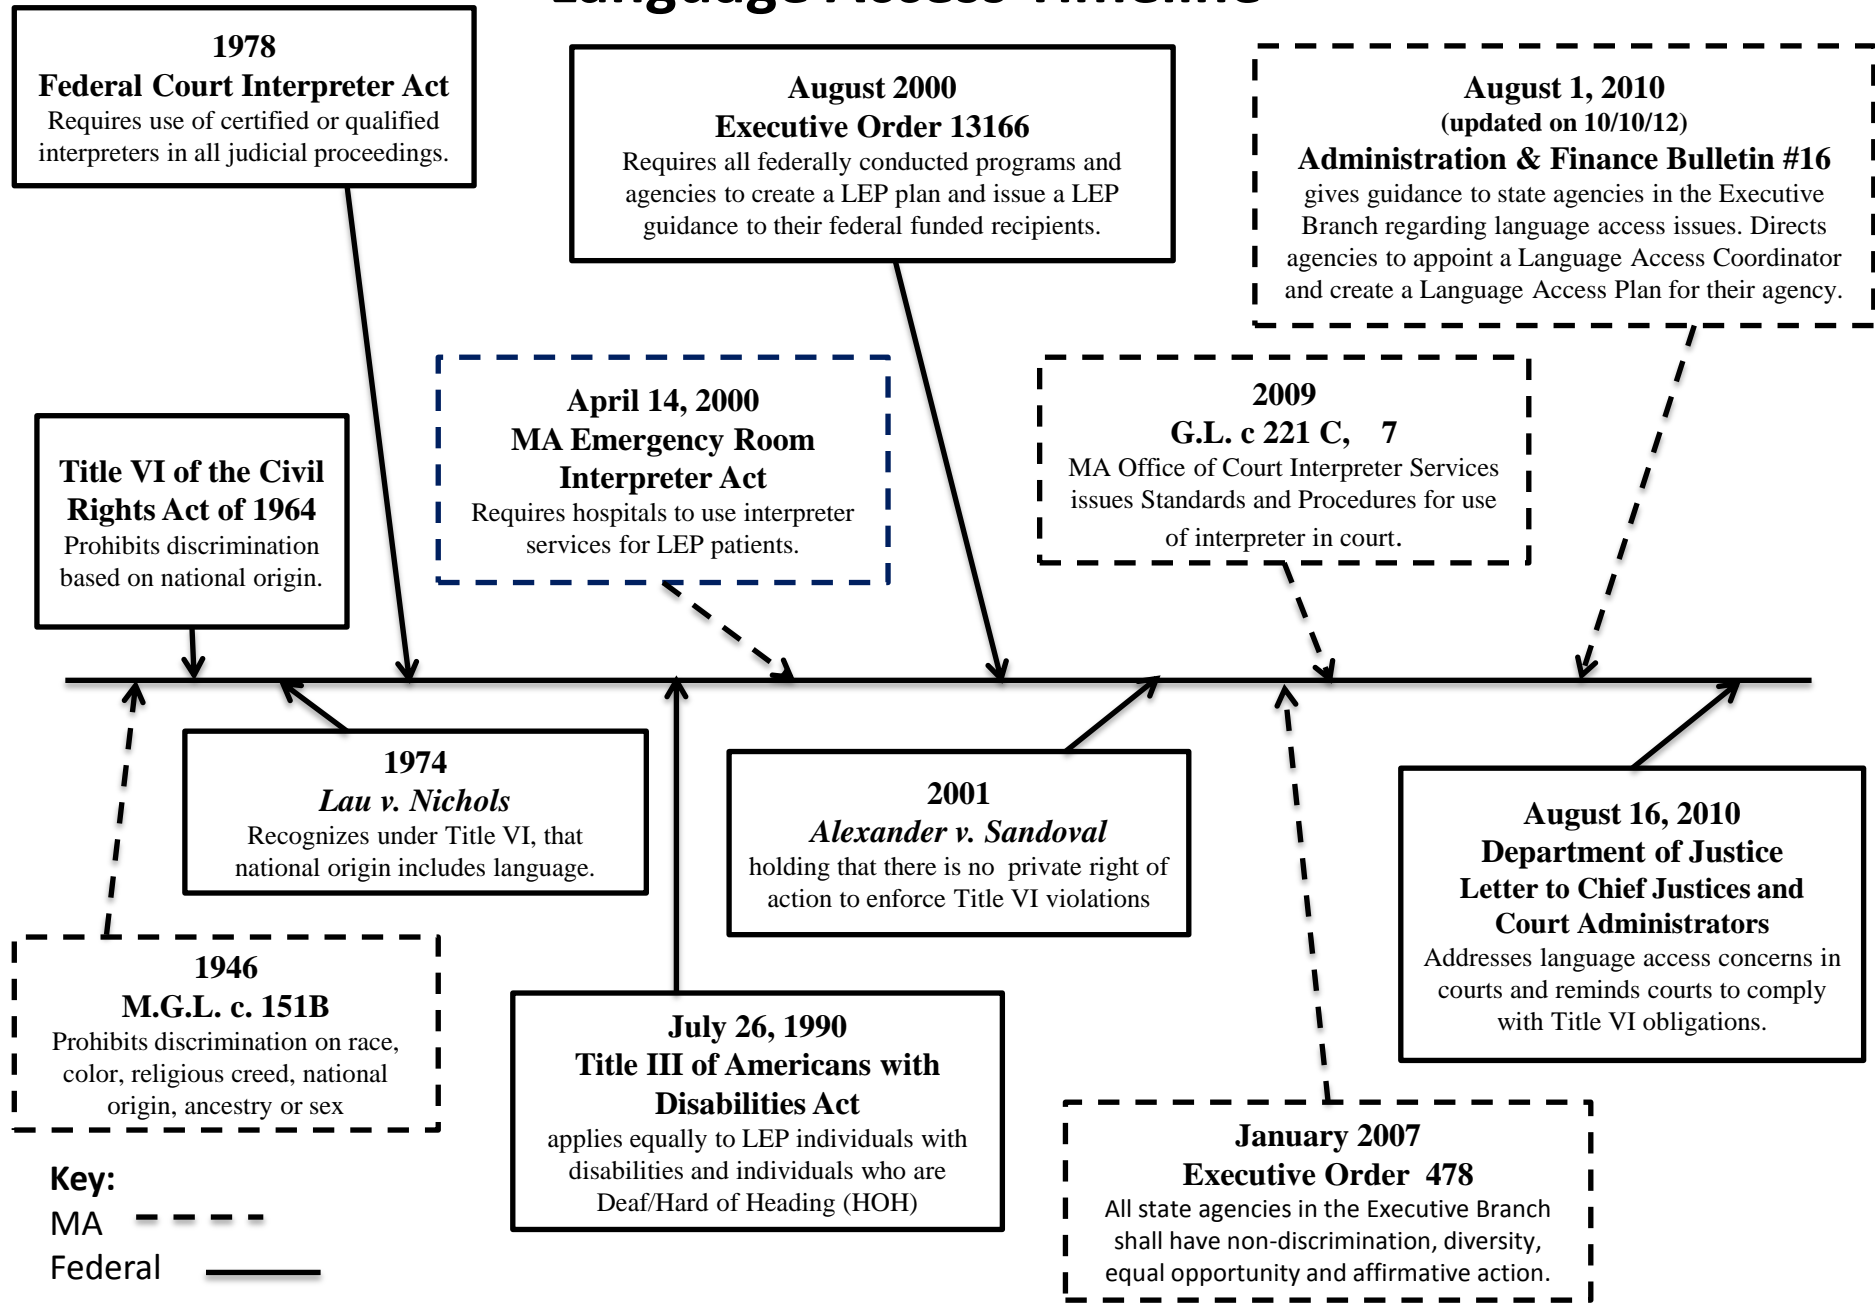 Language Access Timeline
1978
Federal Court Interpreter Act
Requires use of certified or qualified
interpreters in all judicial proceedings.
August 2000
Executive Order 13166
Requires all federally conducted programs and
agencies to create a LEP plan and issue a LEP
guidance to their federal funded recipients.
August 1, 2010
(updated on 10/10/12)
Administration & Finance Bulletin #16
gives guidance to state agencies in the Executive
Branch regarding language access issues. Directs
agencies to appoint a Language Access Coordinator
and create a Language Access Plan for their agency.
April 14, 2000
MA Emergency Room
Interpreter Act
Requires hospitals to use interpreter
services for LEP patients.
2009
G.L. c 221 C, 7
MA Office of Court Interpreter Services
issues Standards and Procedures for use
of interpreter in court.
Title VI of the Civil
Rights Act of 1964
Prohibits discrimination
based on national origin.
1974
Lau v. Nichols
Recognizes under Title VI, that
national origin includes language.
2001
Alexander v. Sandoval
holding that there is no private right of
action to enforce Title VI violations
August 16, 2010
Department of Justice
Letter to Chief Justices and
Court Administrators
Addresses language access concerns in
courts and reminds courts to comply
with Title VI obligations.
1946
M.G.L. c. 151B
Prohibits discrimination on race,
color, religious creed, national
origin, ancestry or sex
July 26, 1990
Title III of Americans with
Disabilities Act
applies equally to LEP individuals with
disabilities and individuals who are
Deaf/Hard of Heading (HOH)
January 2007
Executive Order 478
All state agencies in the Executive Branch
shall have non-discrimination, diversity,
equal opportunity and affirmative action.
Key:
MA
Federal